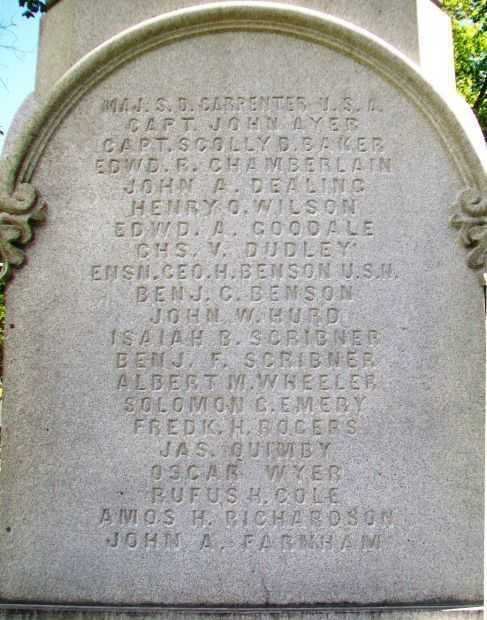 MAJ. S. D. CARPENTER U.S.A.
CAPT. JOHN AYER
CAPT. SCOLLY D. BAKER
EDWD. R. CHAMBERLAIN
JOHN A. DEALING
HENRY O. WILSON
EDWD. A. GOODALE
CHS. V. DUDLEY
ENSN. GEO. H. BENSON U.S.N.
BENJ. C. BENSON
JOHN W. HURD
ISAIAH B. SCRIBNER
BENJ. F. SCRIBNER
ALBERT M. WHEELER
SOLOMON G. EMERY
FREDK. H. ROGERS
JAS. QUIMBY
OSCAR WYER
RUFUS H. COLE
AMOS H. RICHARDSON
JOHN A. FARNHAM